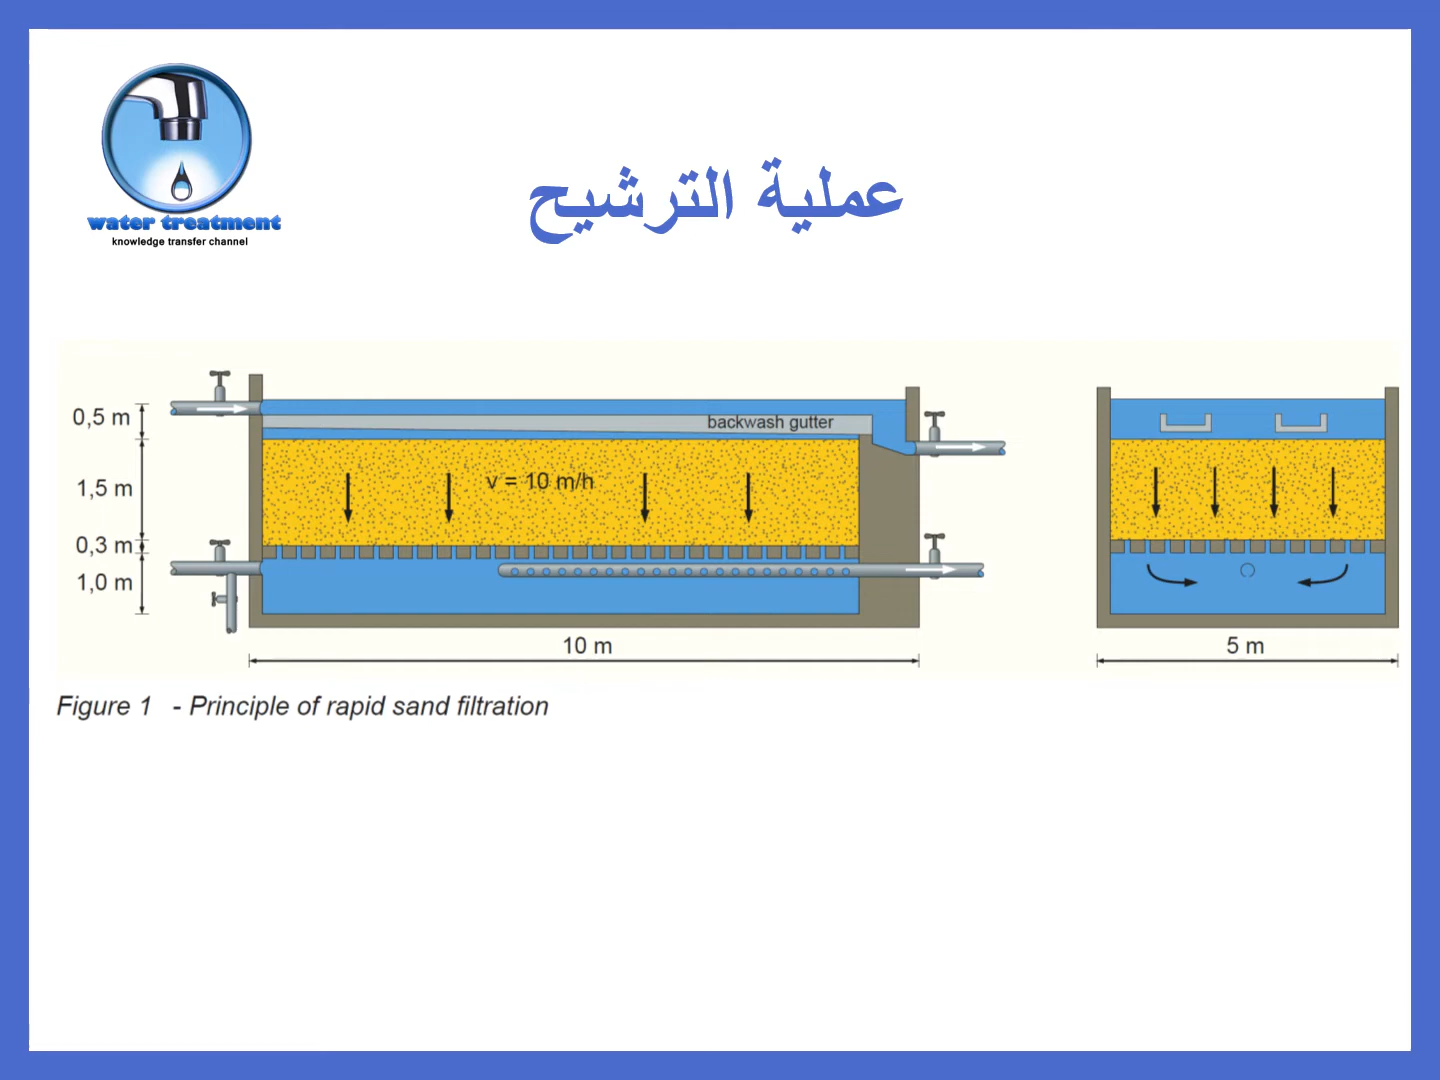 water treatment
knowledge transfer channel
عملية الترشيح
0,5 m
backwash gutter
v = 10 m/h
1,5 m
0,3 m
1,0 m
10 m
5 m
Figure 1 - Principle of rapid sand filtration